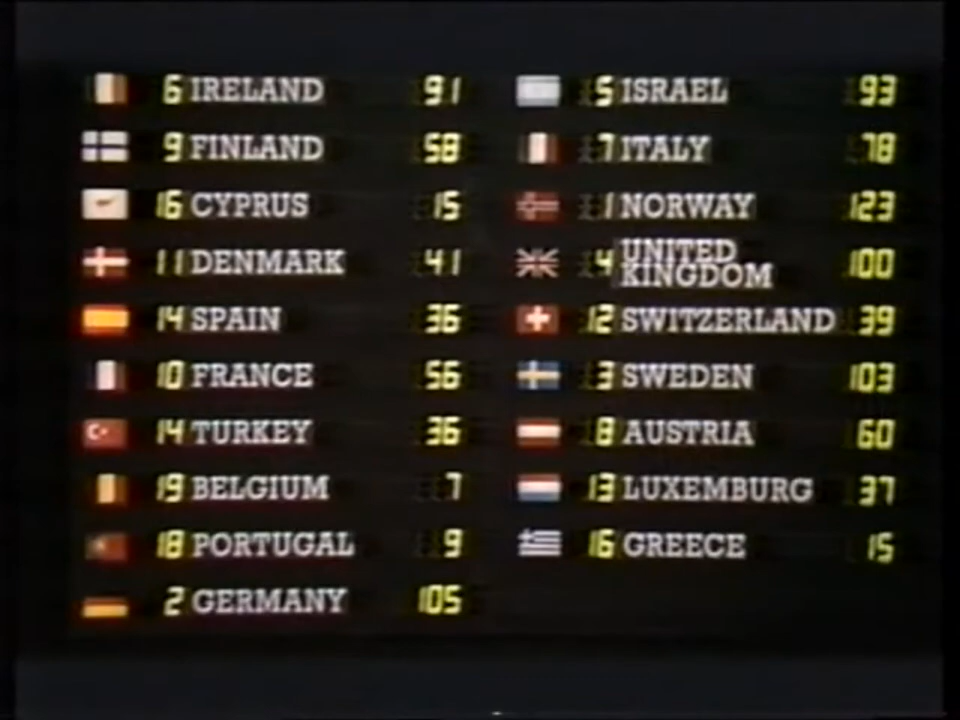 6 IRELAND 91
9 FINLAND 58
16 CYPRUS 15
11 DENMARK 41
14 SPAIN 36
10 FRANCE 56
14 TURKEY 36
19 BELGIUM 7
18 PORTUGAL 9
2 GERMANY 105
5 ISRAEL 93
7 ITALY 78
1 NORWAY 123
4 UNITED KINGDOM 100
12 SWITZERLAND 39
3 SWEDEN 103
8 AUSTRIA 60
13 LUXEMBURG 37
16 GREECE 15